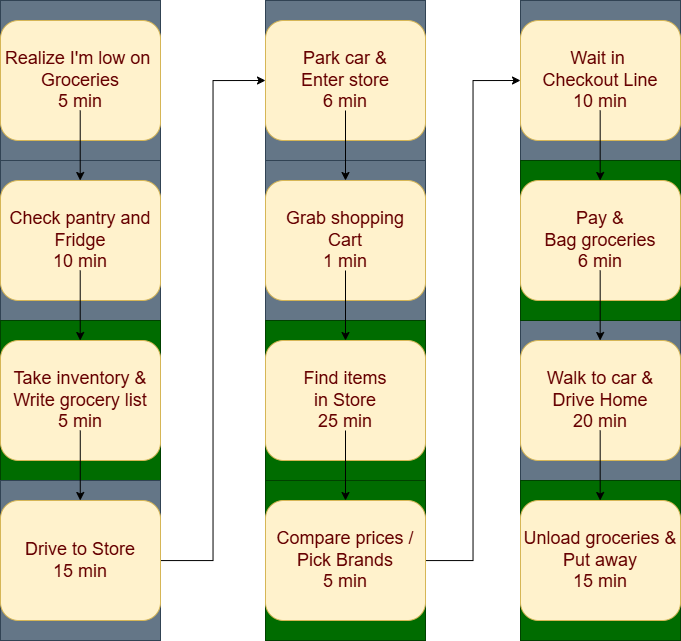 Realize I'm low on
Groceries
5 min
Check pantry and
Fridge
10 min
Take inventory &
Write grocery list
5 min
Drive to Store
15 min
Park car &
Enter store
6 min
Grab shopping
Cart
1 min
Find items
in Store
25 min
Compare prices /
Pick Brands
5 min
Wait in
Checkout Line
10 min
Pay &
Bag groceries
6 min
Walk to car &
Drive Home
20 min
Unload groceries &
Put away
15 min